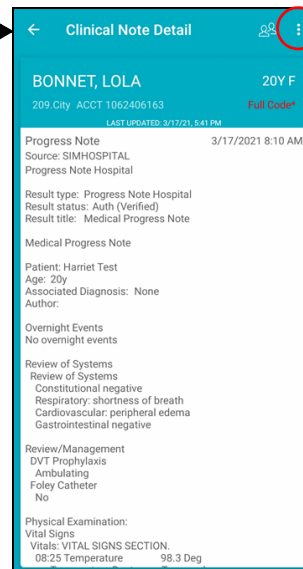 Clinical Note Detail
BONNET, LOLA 20Y F
209.City ACCT 1062406163 Full Code*
LAST UPDATED: 3/17/21, 5:41 PM
Progress Note 3/17/2021 8:10 AM
Source: SIMHOSPITAL
Progress Note Hospital
Result type: Progress Note Hospital
Result status: Auth (Verified)
Result title: Medical Progress Note
Medical Progress Note
Patient: Harriet Test
Age: 20y
Associated Diagnosis: None
Author:
Overnight Events
No overnight events
Review of Systems
Review of Systems
Constitutional negative
Respiratory: shortness of breath
Cardiovascular: peripheral edema
Gastrointestinal negative
Review/Management
DVT Prophylaxis
Ambulating
Foley Catheter
No
Physical Examination:
Vital Signs
Vitals: VITAL SIGNS SECTION.
08:25 Temperature 98.3 Deg